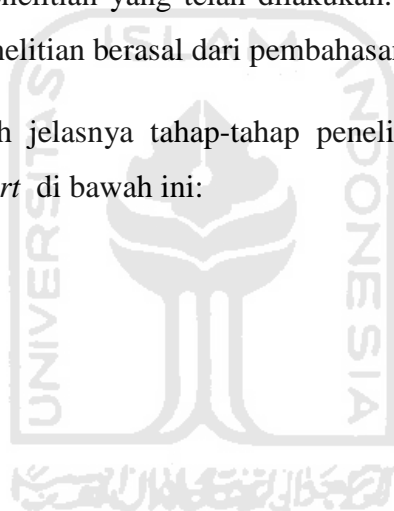 nelitian yang telah dilakukan.
nelitian berasal dari pembahasan
h jelasnya tahap-tahap peneli
rt di bawah ini:
ISLAM
UNIVERSITAS
INDONESIA